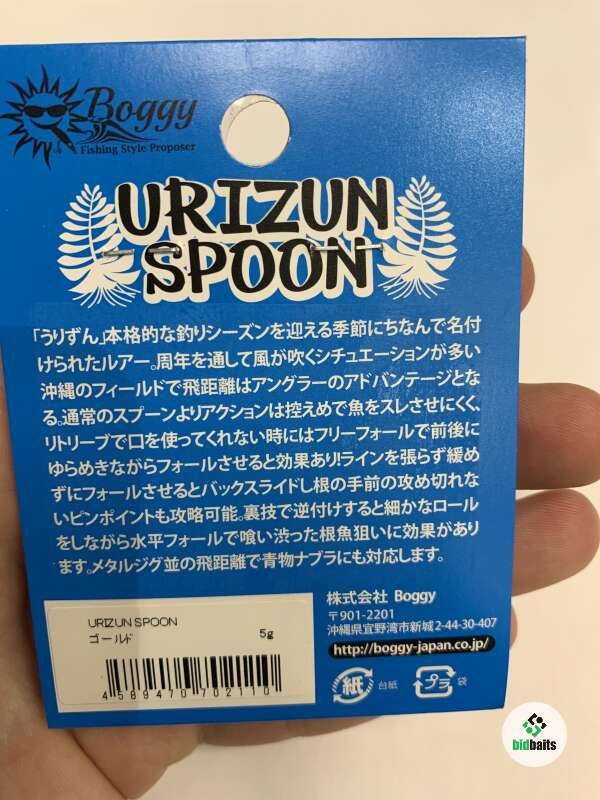 Boggy
Fishing Style Proposer
URIZUN
SPOON
「うりずん」本格的な釣りシーズンを迎える季節にちなんで名付
けられたルアー。周年を通して風が吹くシチュエーションが多い
沖縄のフィールドで飛距離はアングラーのアドバンテージとな
る。通常のスプーンよりアクションは控えめで魚をスレさせにくく、
リトリーブで口を使ってくれない時にはフリーフォールで前後に
ゆらめきながらフォールさせると効果あり!ラインを張らず緩め
ずにフォールさせるとバックスライドし根の手前の攻め切れな
いピンポイントも攻略可能。裏技で逆付けすると細かなロール
をしながら水平フォールで喰い渋った根魚狙いに効果があり
ます。メタルジグ並の飛距離で青物ナブラにも対応します。
株式会社 Boggy
〒901-2201
沖縄県宜野湾市新城2-44-30-407
http://boggy-japan.co.jp/
URIZUN SPOON
ゴールド 5g
4589470702110
紙 台紙 プラ 袋
bidbaits